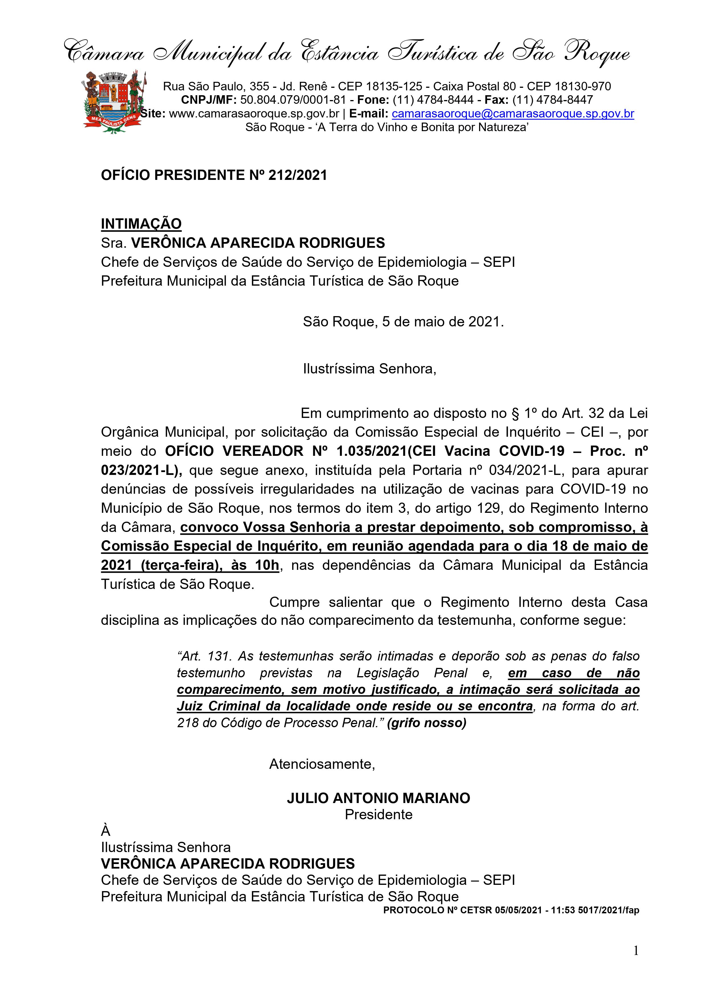 Câmara Municipal da Estância Turística de São Roque
MEA PAULISTA GENS
Rua São Paulo, 355 - Jd. Renê - CEP 18135-125 - Caixa Postal 80 - CEP 18130-970
CNPJ/MF: 50.804.079/0001-81 - Fone: (11) 4784-8444 - Fax: (11) 4784-8447
Site: www.camarasaoroque.sp.gov.br | E-mail: camarasaoroque@camarasaoroque.sp.gov.br
São Roque - ‘A Terra do Vinho e Bonita por Natureza’
OFÍCIO PRESIDENTE Nº 212/2021
INTIMAÇÃO
Sra. VERÔNICA APARECIDA RODRIGUES
Chefe de Serviços de Saúde do Serviço de Epidemiologia – SEPI
Prefeitura Municipal da Estância Turística de São Roque
São Roque, 5 de maio de 2021.
Ilustríssima Senhora,
Em cumprimento ao disposto no § 1º do Art. 32 da Lei
Orgânica Municipal, por solicitação da Comissão Especial de Inquérito – CEI –, por
meio do OFÍCIO VEREADOR Nº 1.035/2021(CEI Vacina COVID-19 – Proc. nº
023/2021-L), que segue anexo, instituída pela Portaria nº 034/2021-L, para apurar
denúncias de possíveis irregularidades na utilização de vacinas para COVID-19 no
Município de São Roque, nos termos do item 3, do artigo 129, do Regimento Interno
da Câmara, convoco Vossa Senhoria a prestar depoimento, sob compromisso, à
Comissão Especial de Inquérito, em reunião agendada para o dia 18 de maio de
2021 (terça-feira), às 10h, nas dependências da Câmara Municipal da Estância
Turística de São Roque.
Cumpre salientar que o Regimento Interno desta Casa
disciplina as implicações do não comparecimento da testemunha, conforme segue:
“Art. 131. As testemunhas serão intimadas e deporão sob as penas do falso
testemunho previstas na Legislação Penal e, em caso de não
comparecimento, sem motivo justificado, a intimação será solicitada ao
Juiz Criminal da localidade onde reside ou se encontra, na forma do art.
218 do Código de Processo Penal.” (grifo nosso)
Atenciosamente,
JULIO ANTONIO MARIANO
Presidente
À
Ilustríssima Senhora
VERÔNICA APARECIDA RODRIGUES
Chefe de Serviços de Saúde do Serviço de Epidemiologia – SEPI
Prefeitura Municipal da Estância Turística de São Roque
PROTOCOLO Nº CETSR 05/05/2021 - 11:53 5017/2021/fap
1